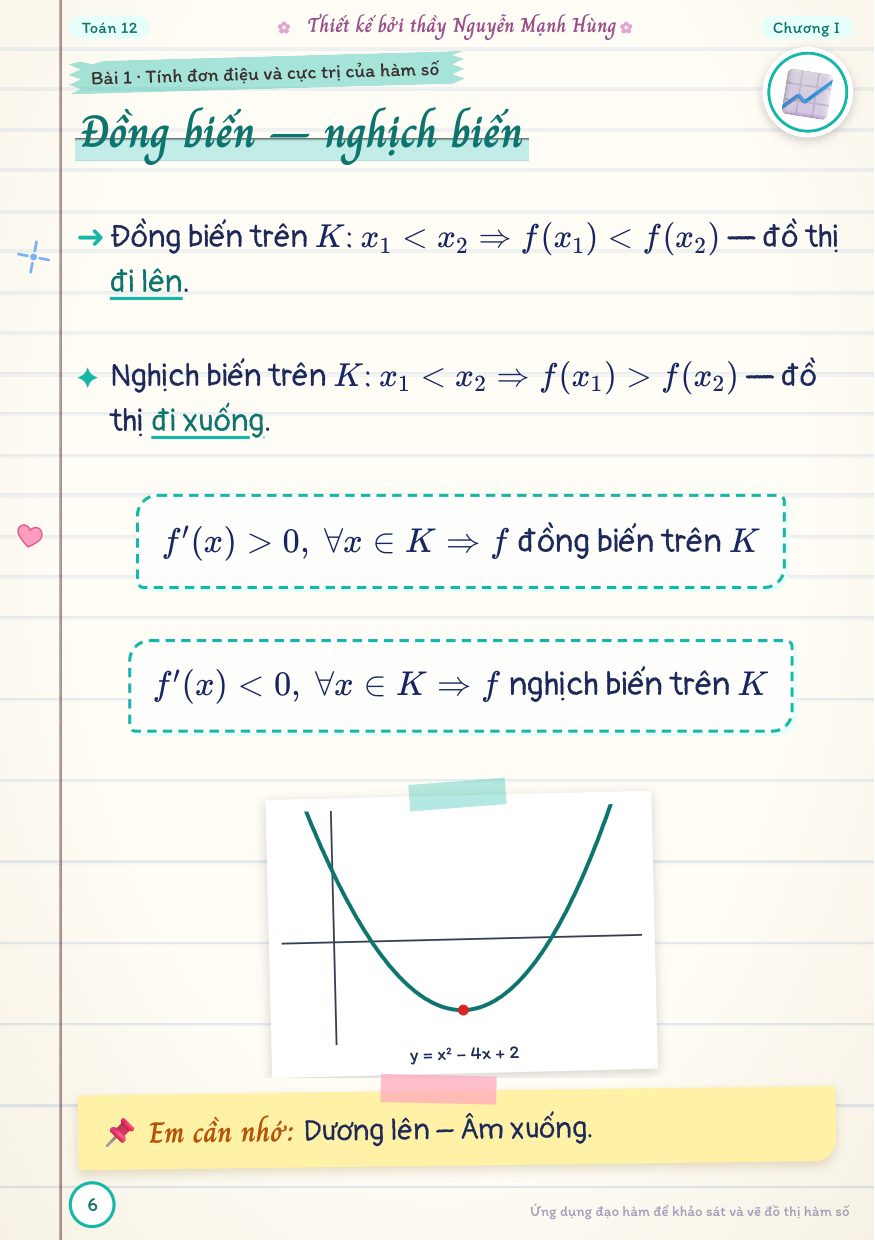 Toán 12
Thiết kế bởi thầy Nguyễn Mạnh Hùng
Chương I
Bài 1 · Tính đơn điệu và cực trị của hàm số
Đồng biến — nghịch biến
→ Đồng biến trên K: x₁ < x₂ ⇒ f(x₁) < f(x₂) — đồ thị
đi lên.
✦ Nghịch biến trên K: x₁ < x₂ ⇒ f(x₁) > f(x₂) — đồ
thị đi xuống.
f′(x) > 0, ∀x ∈ K ⇒ f đồng biến trên K
f′(x) < 0, ∀x ∈ K ⇒ f nghịch biến trên K
y = x² – 4x + 2
Em cần nhớ: Dương lên – Âm xuống.
6
Ứng dụng đạo hàm để khảo sát và vẽ đồ thị hàm số